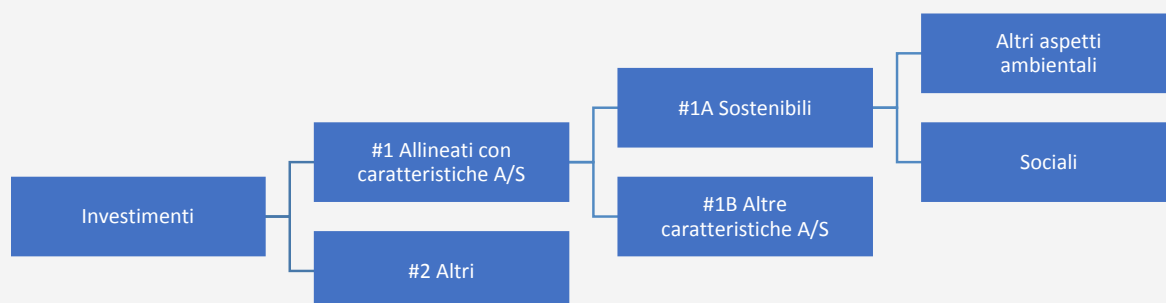 Investimenti
#1 Allineati con
caratteristiche A/S
#2 Altri
#1A Sostenibili
#1B Altre
caratteristiche A/S
Altri aspetti
ambientali
Sociali